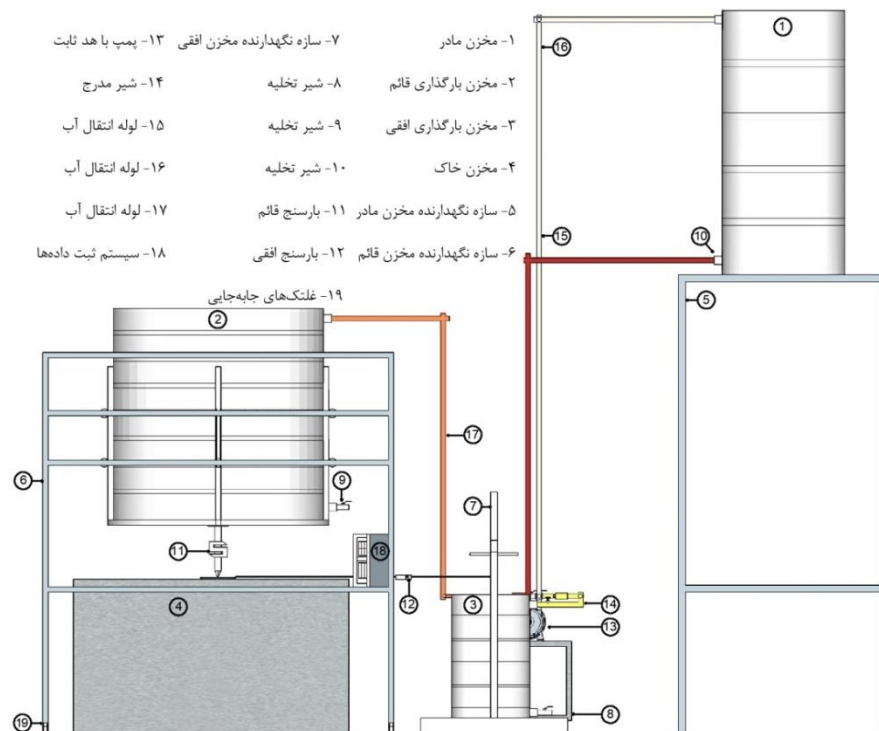 ۱- مخزن مادر
۲- مخزن بارگذاری قائم
۳- مخزن بارگذاری افقی
۴- مخزن خاک
۵- سازه نگهدارنده مخزن مادر
۶- سازه نگهدارنده مخزن قائم
۷- سازه نگهدارنده مخزن افقی
۸- شیر تخلیه
۹- شیر تخلیه
۱۰- شیر تخلیه
۱۱- بارسنج قائم
۱۲- بارسنج افقی
۱۳- پمپ با هد ثابت
۱۴- شیر مدرج
۱۵- لوله انتقال آب
۱۶- لوله انتقال آب
۱۷- لوله انتقال آب
۱۸- سیستم ثبت داده‌ها
۱۹- غلتک‌های جابه‌جایی
1
16
15
10
5
2
17
6
9
7
11
18
12
4
3
14
13
19
8